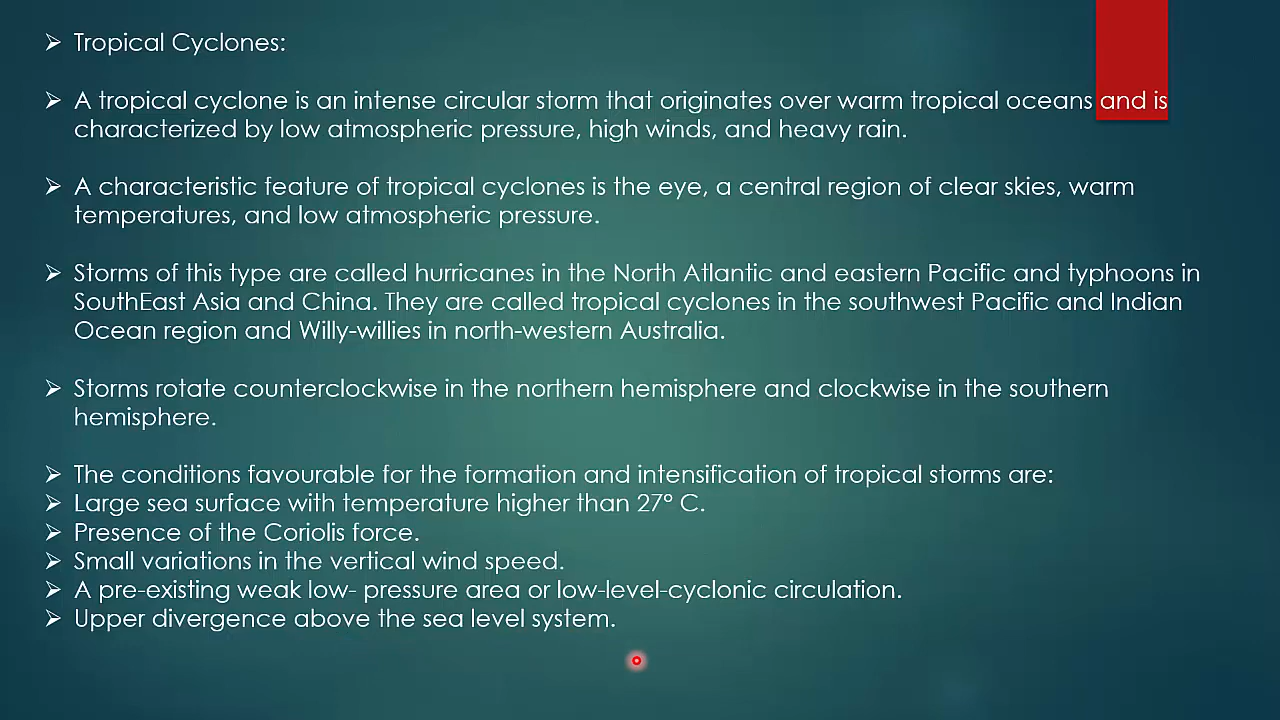 Tropical Cyclones:
A tropical cyclone is an intense circular storm that originates over warm tropical oceans and is
characterized by low atmospheric pressure, high winds, and heavy rain.
A characteristic feature of tropical cyclones is the eye, a central region of clear skies, warm
temperatures, and low atmospheric pressure.
Storms of this type are called hurricanes in the North Atlantic and eastern Pacific and typhoons in
SouthEast Asia and China. They are called tropical cyclones in the southwest Pacific and Indian
Ocean region and Willy-willies in north-western Australia.
Storms rotate counterclockwise in the northern hemisphere and clockwise in the southern
hemisphere.
The conditions favourable for the formation and intensification of tropical storms are:
Large sea surface with temperature higher than 27° C.
Presence of the Coriolis force.
Small variations in the vertical wind speed.
A pre-existing weak low- pressure area or low-level-cyclonic circulation.
Upper divergence above the sea level system.